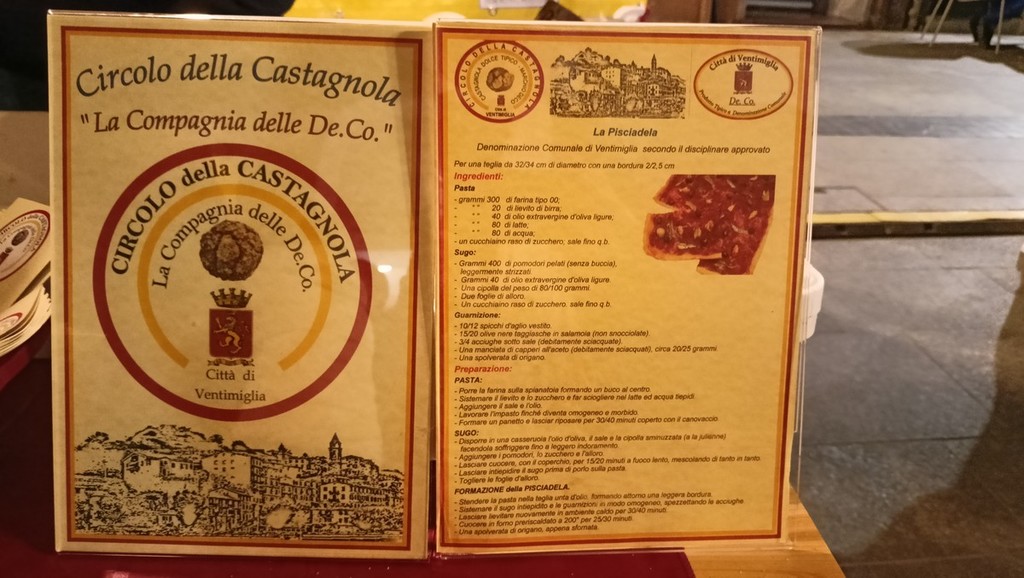 Circolo della Castagnola
"La Compagnia delle De.Co."
CIRCOLO della CASTAGNOLA
La Compagnia delle De.Co.
Città di
Ventimiglia
CIRCOLO DELLA CASTAGNOLA
CASTAGNOLA DOLCE TIPICO
VENTIMIGLIA
Città di Ventimiglia
De. Co.
Prodotto Tipico a Denominazione Comunale
La Pisciadela
Denominazione Comunale di Ventimiglia secondo il disciplinare approvato
Per una teglia da 32/34 cm di diametro con una bordura 2/2,5 cm
Ingredienti:
Pasta
- grammi 300 di farina tipo 00;
- " 20 di lievito di birra;
- " 40 di olio extravergine d'oliva ligure;
- " 80 di latte;
- " 80 di acqua;
- un cucchiaino raso di zucchero; sale fino q.b.
Sugo:
- Grammi 400 di pomodori pelati (senza buccia),
leggermente strizzati.
- Grammi 40 di olio extravergine d'oliva ligure.
- Una cipolla del peso di 80/100 grammi.
- Due foglie di alloro.
- Un cucchiaino raso di zucchero. sale fino q.b.
Guarnizione:
- 10/12 spicchi d'aglio vestito.
- 15/20 olive nere taggiasche in salamoia (non snocciolate).
- 3/4 acciughe sotto sale (debitamente sciacquate).
- Una manciata di capperi all'aceto (debitamente sciacquati), circa 20/25 grammi.
- Una spolverata di origano.
Preparazione:
PASTA:
- Porre la farina sulla spianatoia formando un buco al centro.
- Sistemare il lievito e lo zucchero e far sciogliere nel latte ed acqua tiepidi.
- Aggiungere il sale e l'olio.
- Lavorare l'impasto finchè diventa omogeneo e morbido.
- Formare un panetto e lasciar riposare per 30/40 minuti coperto con il canovaccio.
SUGO:
- Disporre in una casseruola l'olio d'oliva, il sale e la cipolla sminuzzata (a la juliènne)
facendola soffriggere fino a leggero indoramento.
- Aggiungere i pomodori, lo zucchero e l'alloro.
- Lasciare cuocere, con il coperchio, per 15/20 minuti a fuoco lento, mescolando di tanto in tanto.
- Lasciare intiepidire il sugo prima di porlo sulla pasta.
- Togliere le foglie d'alloro.
FORMAZIONE della PISCIADELA.
- Stendere la pasta nella teglia unta d'olio, formando attorno una leggera bordura.
- Sistemare il sugo intiepidito e le guarnizioni in modo omogeneo, spezzettando le acciughe.
- Lasciare lievitare nuovamente in ambiente caldo per 30/40 minuti.
- Cuocere in forno preriscaldato a 200° per 25/30 minuti.
- Una spolverata di origano, appena sfornata.